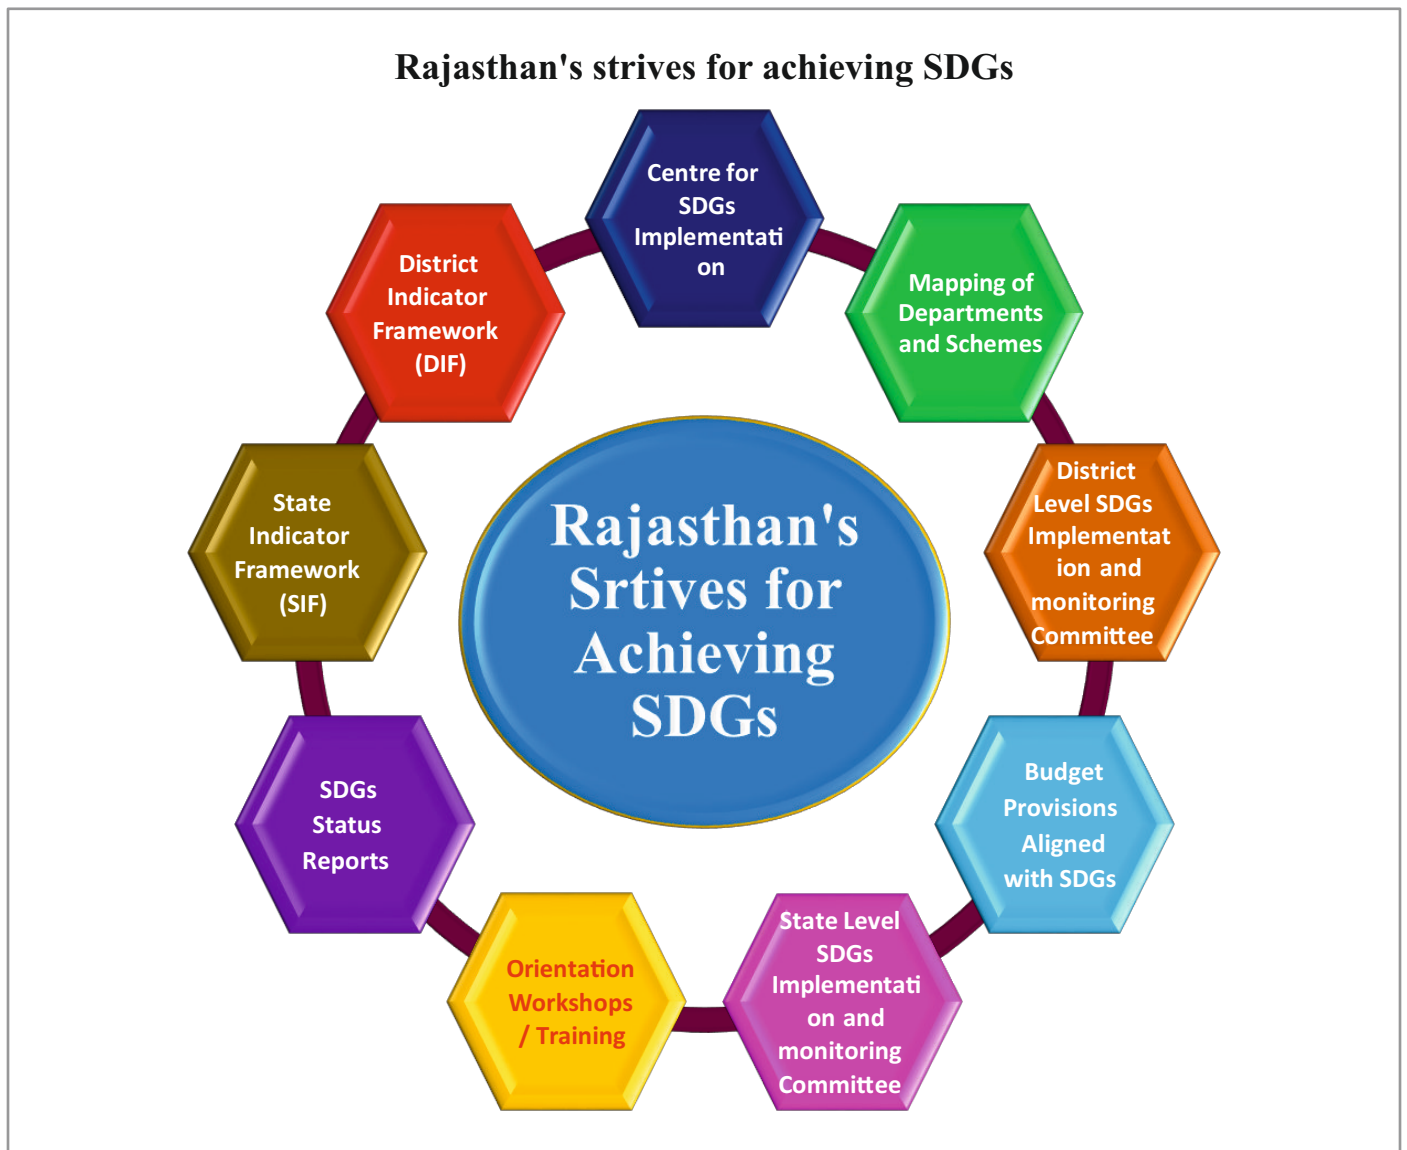 Rajasthan's strives for achieving SDGs
Centre for
SDGs
Implementati
on
Mapping of
Departments
and Schemes
District
Level SDGs
Implementat
ion and
monitoring
Committee
Budget
Provisions
Aligned
with SDGs
State Level
SDGs
Implementati
on and
monitoring
Committee
Orientation
Workshops
/ Training
SDGs
Status
Reports
State
Indicator
Framework
(SIF)
District
Indicator
Framework
(DIF)
Rajasthan's
Srtives for
Achieving
SDGs